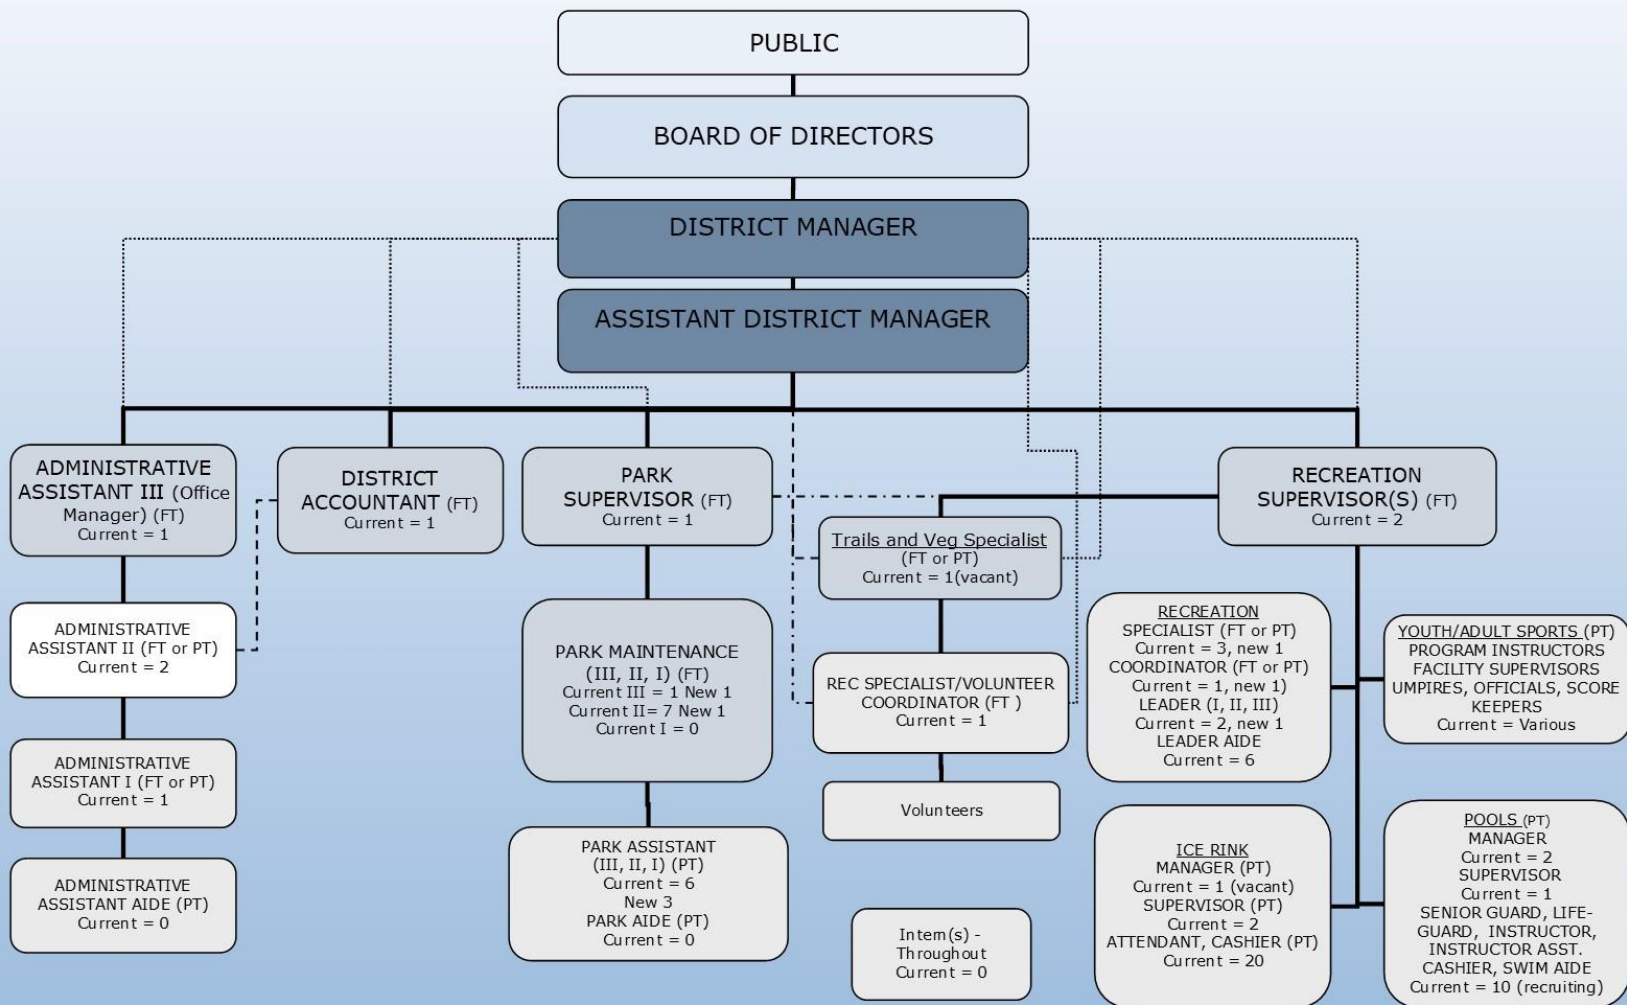 PUBLIC
BOARD OF DIRECTORS
DISTRICT MANAGER
ASSISTANT DISTRICT MANAGER
ADMINISTRATIVE
ASSISTANT III (Office
Manager) (FT)
Current = 1
DISTRICT
ACCOUNTANT (FT)
Current = 1
PARK
SUPERVISOR (FT)
Current = 1
RECREATION
SUPERVISOR(S) (FT)
Current = 2
Trails and Veg Specialist
(FT or PT)
Current = 1(vacant)
ADMINISTRATIVE
ASSISTANT II (FT or PT)
Current = 2
PARK MAINTENANCE
(III, II, I) (FT)
Current III = 1 New 1
Current II= 7 New 1
Current I = 0
REC SPECIALIST/VOLUNTEER
COORDINATOR (FT )
Current = 1
RECREATION
SPECIALIST (FT or PT)
Current = 3, new 1
COORDINATOR (FT or PT)
Current = 1, new 1)
LEADER (I, II, III)
Current = 2, new 1
LEADER AIDE
Current = 6
YOUTH/ADULT SPORTS (PT)
PROGRAM INSTRUCTORS
FACILITY SUPERVISORS
UMPIRES, OFFICIALS, SCORE
KEEPERS
Current = Various
ADMINISTRATIVE
ASSISTANT I (FT or PT)
Current = 1
Volunteers
ADMINISTRATIVE
ASSISTANT AIDE (PT)
Current = 0
PARK ASSISTANT
(III, II, I) (PT)
Current = 6
New 3
PARK AIDE (PT)
Current = 0
Intern(s) -
Throughout
Current = 0
ICE RINK
MANAGER (PT)
Current = 1 (vacant)
SUPERVISOR (PT)
Current = 2
ATTENDANT, CASHIER (PT)
Current = 20
POOLS (PT)
MANAGER
Current = 2
SUPERVISOR
Current = 1
SENIOR GUARD, LIFE-
GUARD, INSTRUCTOR,
INSTRUCTOR ASST.
CASHIER, SWIM AIDE
Current = 10 (recruiting)